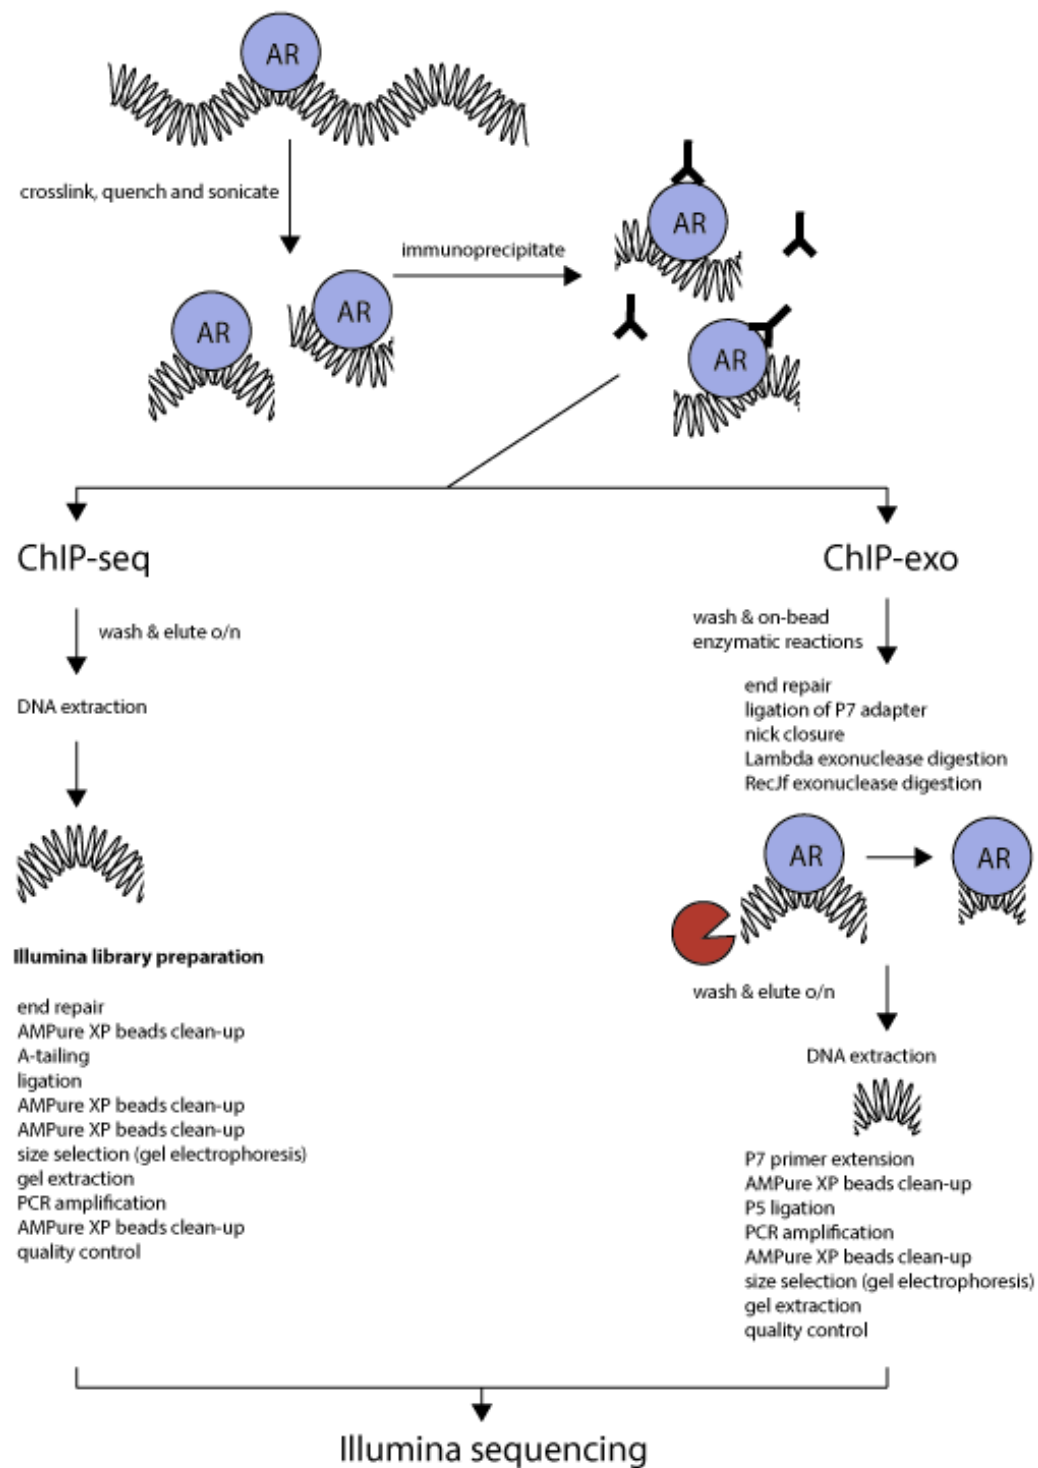 AR
crosslink, quench and sonicate
immunoprecipitate
AR
AR
AR
AR
ChIP-seq
wash & elute o/n
DNA extraction
Illumina library preparation
end repair
AMPure XP beads clean-up
A-tailing
ligation
AMPure XP beads clean-up
AMPure XP beads clean-up
size selection (gel electrophoresis)
gel extraction
PCR amplification
AMPure XP beads clean-up
quality control
ChIP-exo
wash & on-bead
enzymatic reactions
end repair
ligation of P7 adapter
nick closure
Lambda exonuclease digestion
RecJf exonuclease digestion
AR
AR
wash & elute o/n
DNA extraction
P7 primer extension
AMPure XP beads clean-up
P5 ligation
PCR amplification
AMPure XP beads clean-up
size selection (gel electrophoresis)
gel extraction
quality control
Illumina sequencing